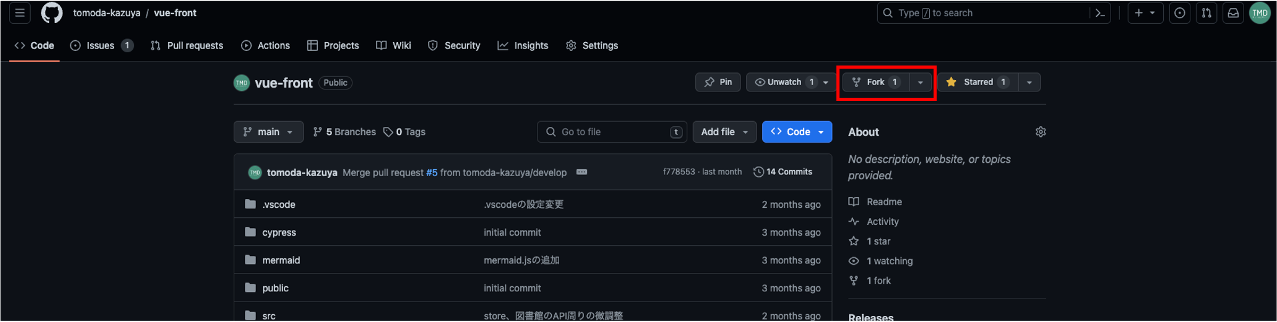 tomoda-kazuya / vue-front
Type / to search
TMD
Code
Issues 1
Pull requests
Actions
Projects
Wiki
Security
Insights
Settings
TMD vue-front Public
Pin
Unwatch 1
Fork 1
Starred 1
main
5 Branches
0 Tags
Go to file t
Add file
Code
About
No description, website, or topics
provided.
TMD tomoda-kazuya Merge pull request #5 from tomoda-kazuya/develop f778553 · last month 14 Commits
.vscode .vscodeの設定変更 2 months ago
cypress initial commit 3 months ago
mermaid mermaid.jsの追加 3 months ago
public initial commit 3 months ago
src store、図書館のAPI周りの微調整 2 months ago
Readme
Activity
1 star
1 watching
1 fork
Releases